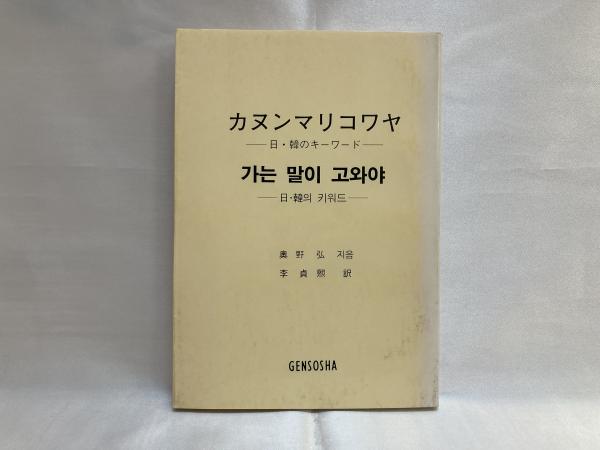 カヌンマリコワヤ
― 日・韓のキーワード ―
가는 말이 고와야
― 日·韓의 키워드 ―
奥野 弘 지음
李貞熙 訳
GENSOSHA